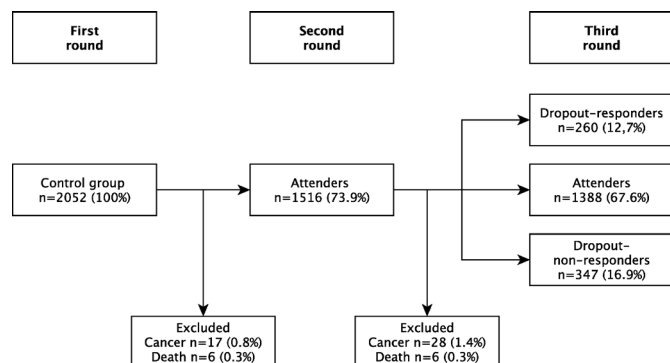 First
round
Second
round
Third
round
Dropout-responders
n=260 (12,7%)
Control group
n=2052 (100%)
Attenders
n=1516 (73.9%)
Attenders
n=1388 (67.6%)
Dropout-
non-responders
n=347 (16.9%)
Excluded
Cancer n=17 (0.8%)
Death n=6 (0.3%)
Excluded
Cancer n=28 (1.4%)
Death n=6 (0.3%)